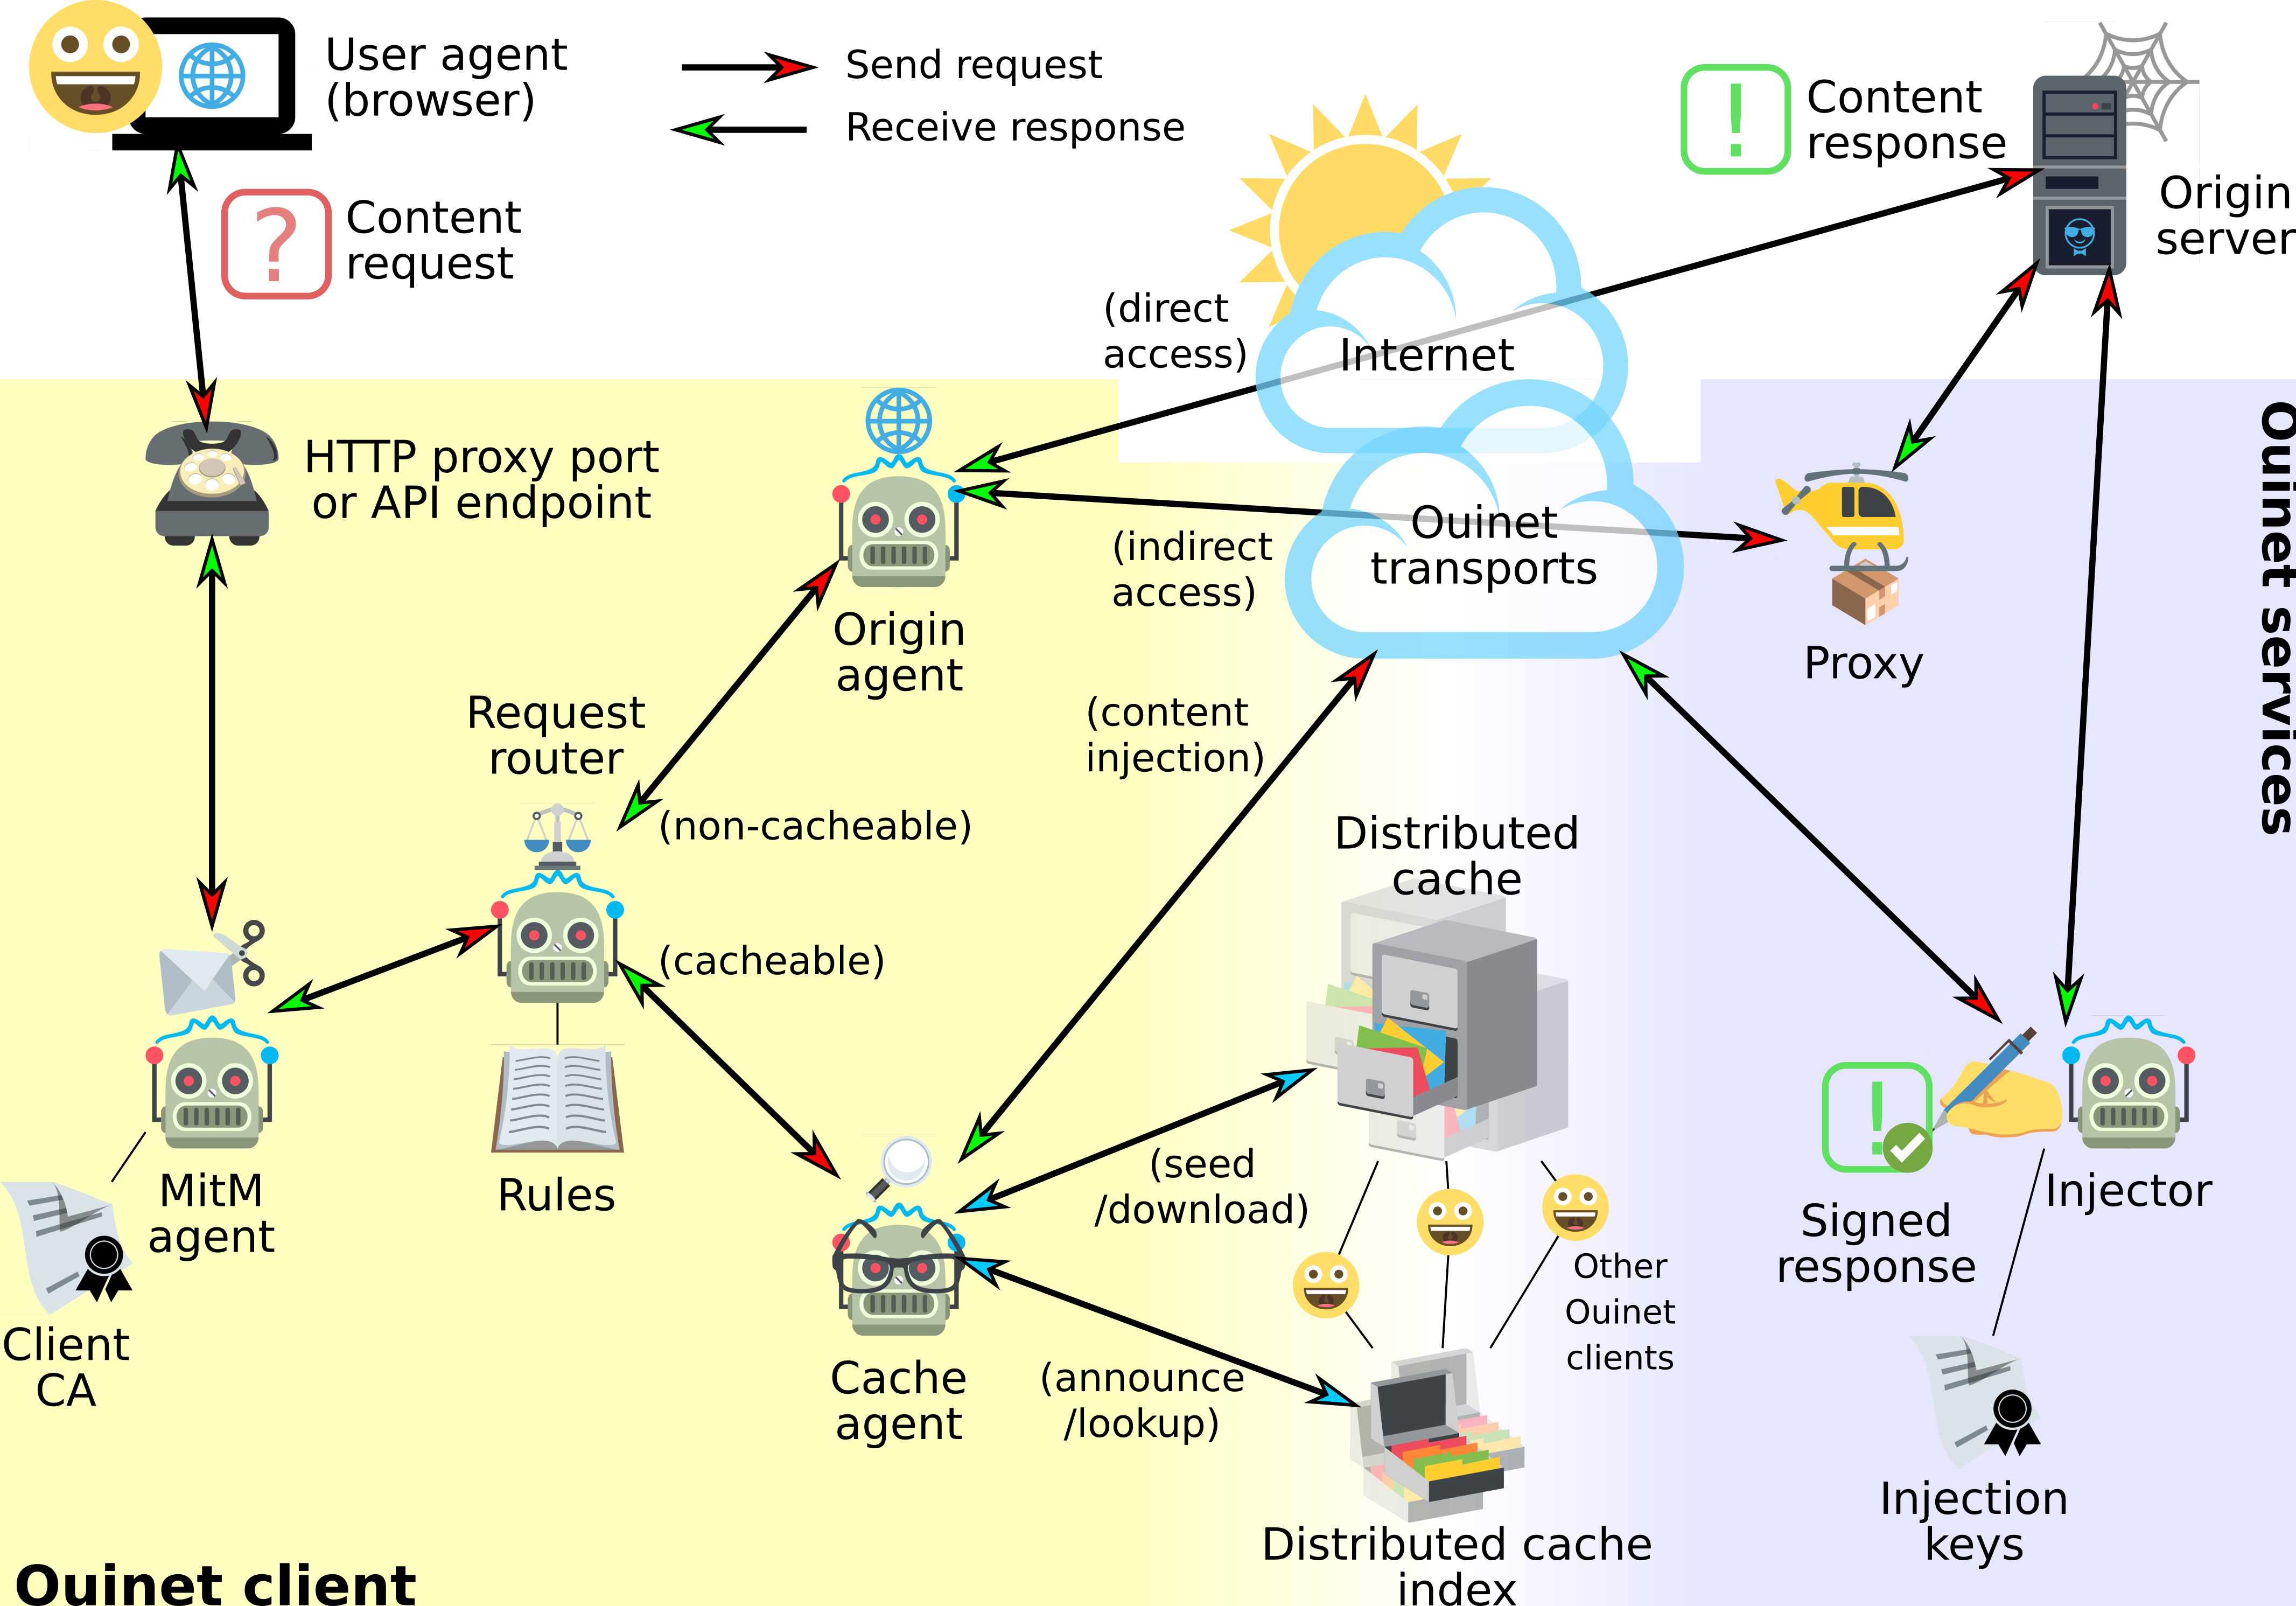 User agent
(browser)
Send request
Receive response
Content
response
Origin
server
?
Content
request
!
(direct
access)
Internet
HTTP proxy port
or API endpoint
Ouinet
transports
(indirect
access)
Origin
agent
Proxy
Ouinet services
Request
router
(content
injection)
(non-cacheable)
Distributed
cache
(cacheable)
(seed
/download)
!
MitM
agent
Rules
Injector
Signed
response
Other
Ouinet
clients
Client
CA
Cache
agent
(announce
/lookup)
Injection
keys
Distributed cache
index
Ouinet client